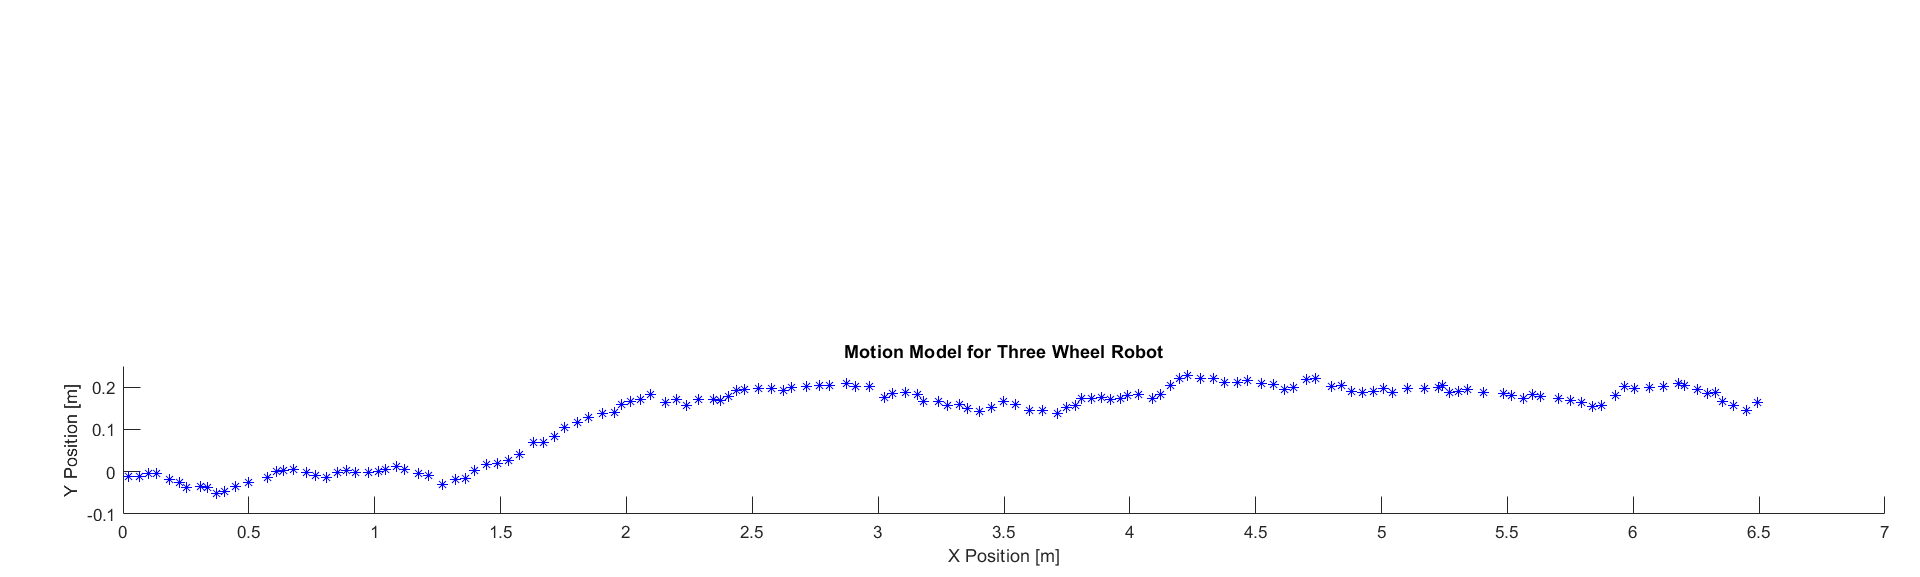 Motion Model for Three Wheel Robot
Y Position [m]
0.2
0.1
0
-0.1
0 0.5 1 1.5 2 2.5 3 3.5 4 4.5 5 5.5 6 6.5 7
X Position [m]